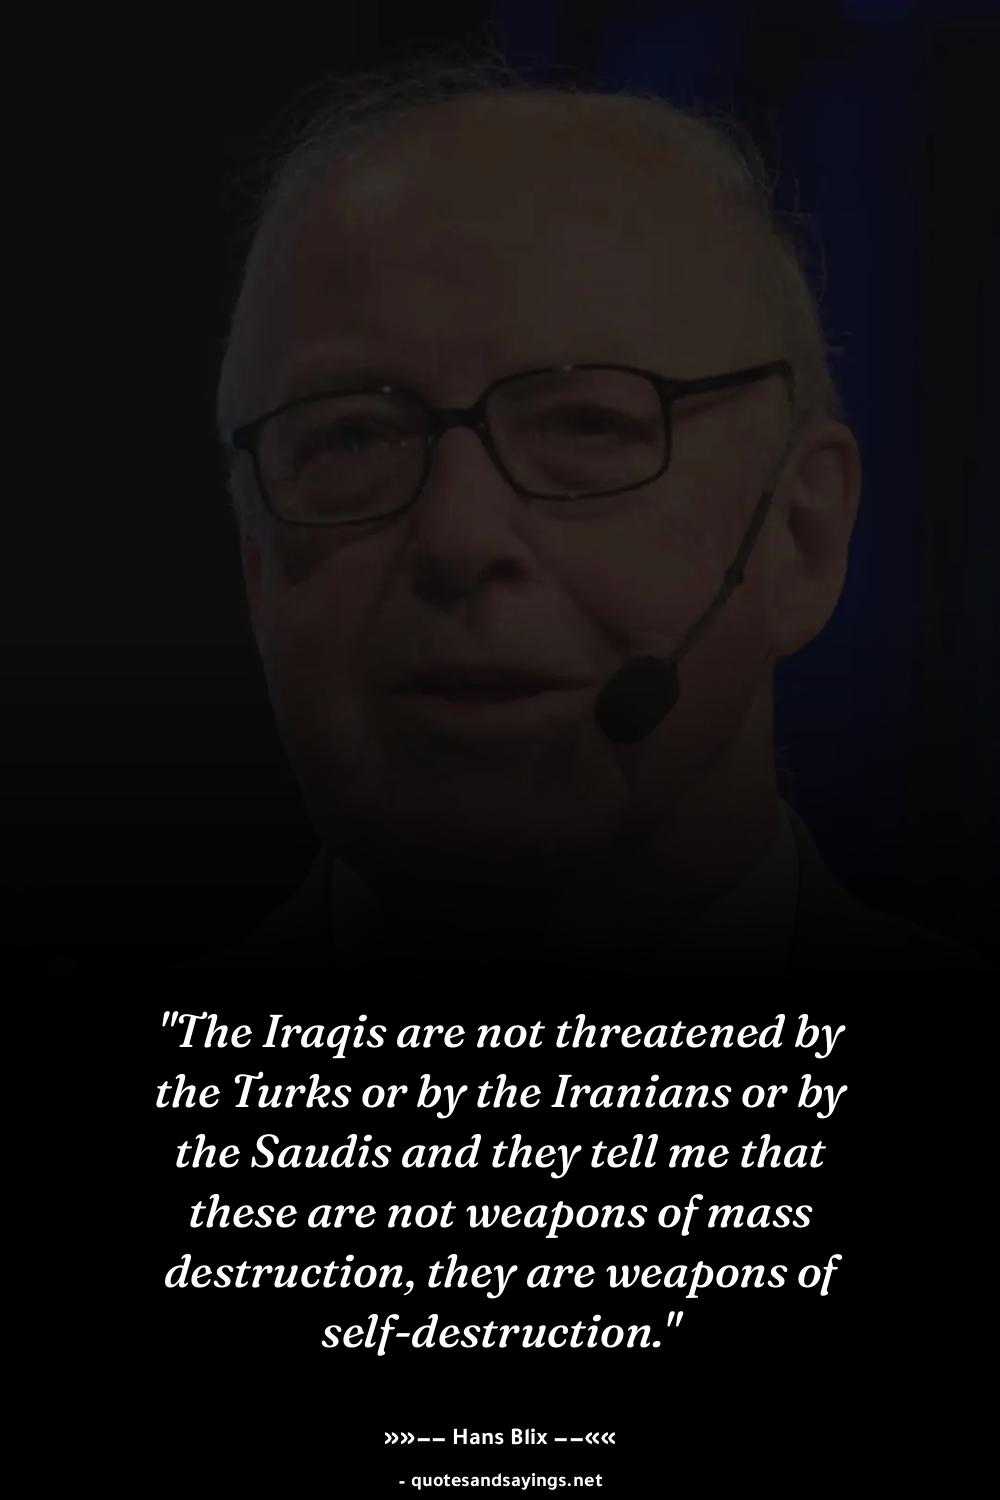 "The Iraqis are not threatened by
the Turks or by the Iranians or by
the Saudis and they tell me that
these are not weapons of mass
destruction, they are weapons of
self-destruction."
»»−− Hans Blix −−««
- quotesandsayings.net